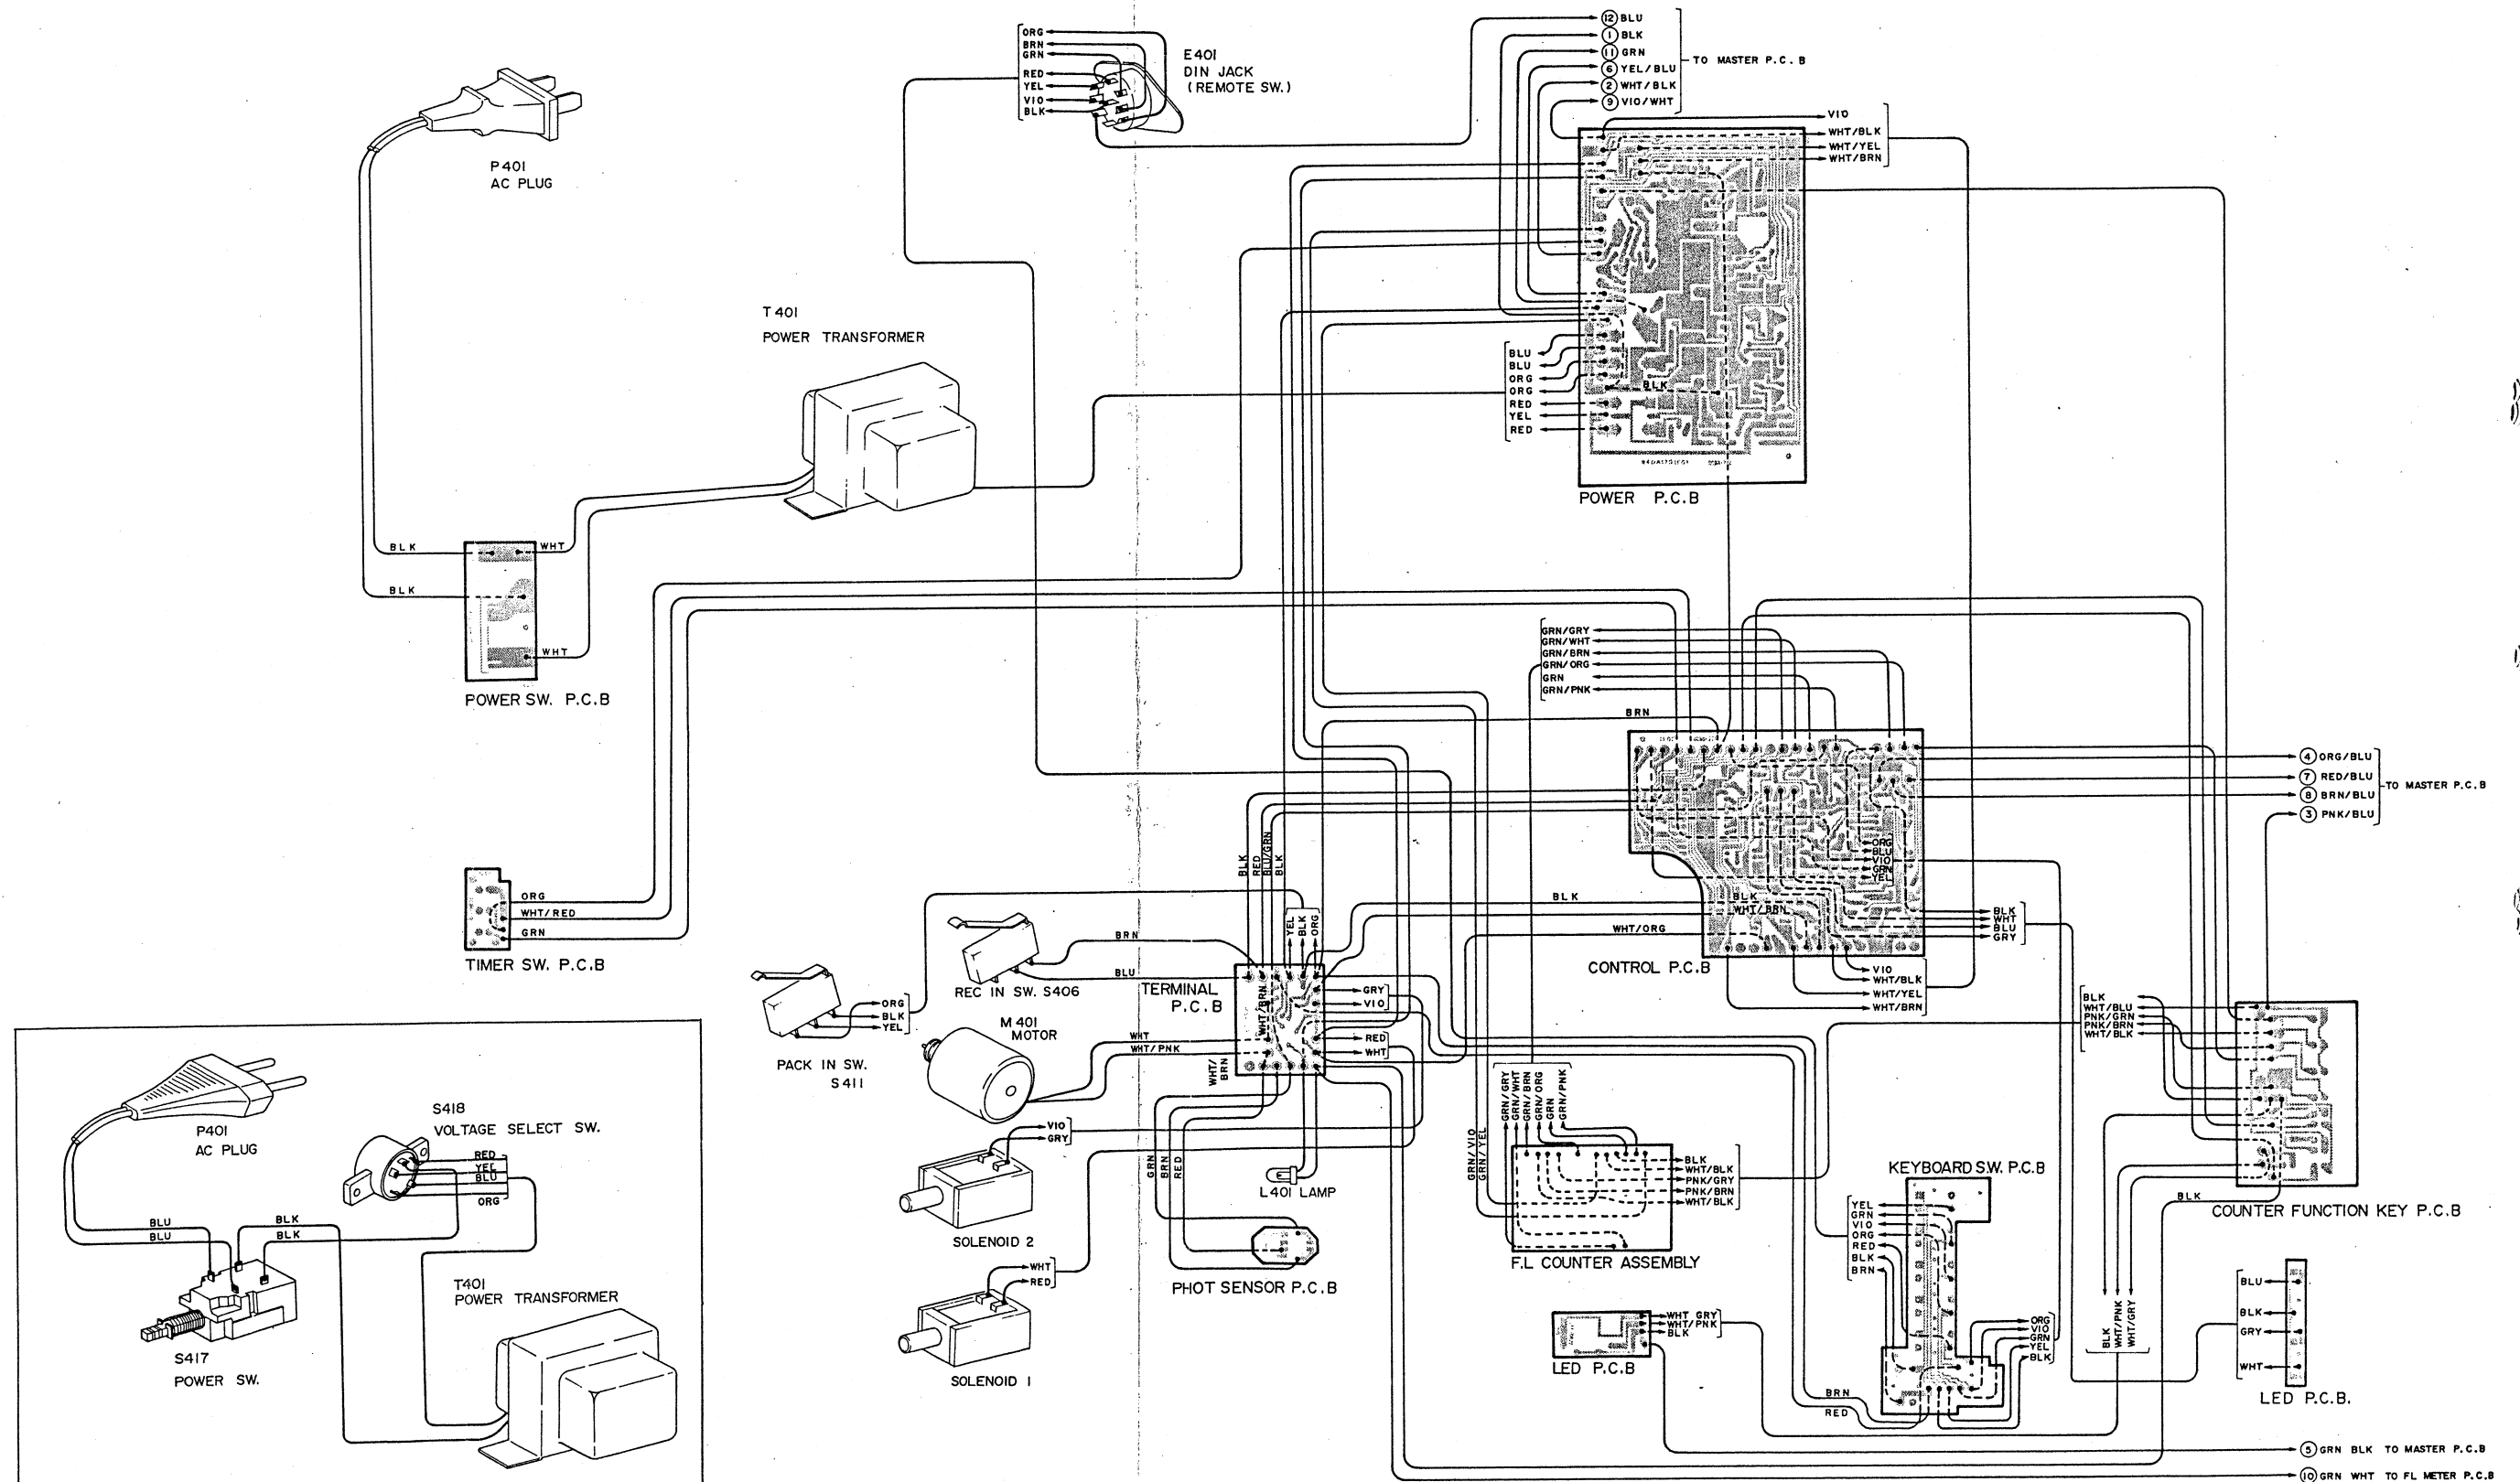 P401
AC PLUG
ORG
BRN
GRN
RED
YEL
VIO
BLK
E401
DIN JACK
(REMOTE SW.)
12 BLU
1 BLK
11 GRN
6 YEL/BLU
2 WHT/BLK
9 VIO/WHT
TO MASTER P.C.B
VIO
WHT/BLK
WHT/YEL
WHT/BRN
T401
POWER TRANSFORMER
BLU
BLU
ORG
ORG
RED
YEL
RED
BLK
POWER P.C.B
BLK
WHT
BLK
WHT
POWER SW. P.C.B
GRN/GRY
GRN/WHT
GRN/BRN
GRN/ORG
GRN
GRN/PNK
BRN
4 ORG/BLU
7 RED/BLU
8 BRN/BLU
3 PNK/BLU
TO MASTER P.C.B
ORG
BLU
VIO
GRN
YEL
BLK
RED
BLU/GRN
BLK
ORG
WHT/RED
GRN
TIMER SW. P.C.B
BLK
BLK
WHT/BRN
WHT/ORG
BLK
WHT
BLU
GRY
CONTROL P.C.B
VIO
WHT/BLK
WHT/YEL
WHT/BRN
YEL
BLK
ORG
BRN
BLU
REC IN SW. S406
ORG
BLK
YEL
PACK IN SW.
S411
TERMINAL
P.C.B
WHT/BRN
GRY
VIO
RED
WHT
WHT/
BRN
M401
MOTOR
WHT
WHT/PNK
BLK
WHT/BLU
PNK/GRN
PNK/BRN
WHT/BLK
BLK
COUNTER FUNCTION KEY P.C.B
P401
AC PLUG
S418
VOLTAGE SELECT SW.
RED
YEL
BLU
ORG
BLU
BLU
BLK
BLK
S417
POWER SW.
T401
POWER TRANSFORMER
VIO
GRY
SOLENOID 2
WHT
RED
SOLENOID 1
GRN
BRN
RED
L401 LAMP
PHOT SENSOR P.C.B
GRN/VIO
GRN/YEL
GRN/GRY
GRN/WHT
GRN/BRN
GRN/ORG
GRN
GRN/PNK
BLK
WHT/BLK
PNK/GRY
PNK/BRN
WHT/BLK
F.L COUNTER ASSEMBLY
KEYBOARD SW. P.C.B
YEL
GRN
VIO
ORG
RED
BLK
BRN
ORG
VIO
GRN
YEL
BLK
BRN
RED
WHT GRY
WHT/PNK
BLK
LED P.C.B
BLK
WHT/PNK
WHT/GRY
BLU
BLK
GRY
WHT
LED P.C.B.
5 GRN BLK TO MASTER P.C.B
10 GRN WHT TO FL METER P.C.B